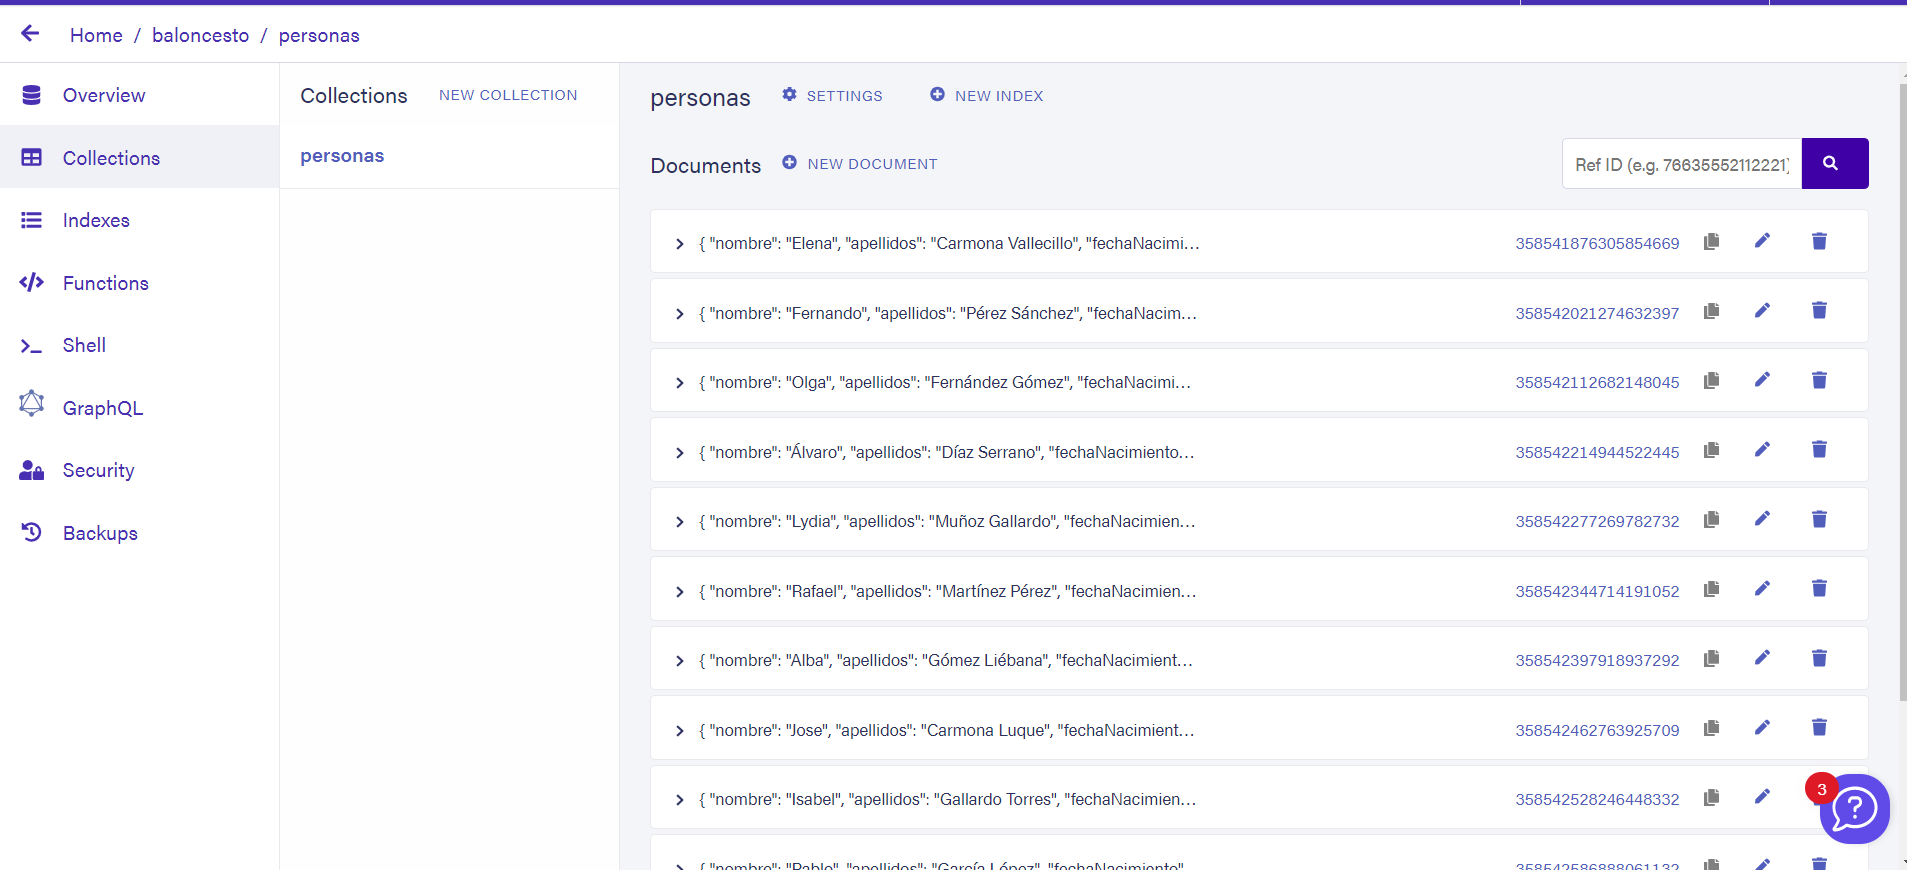 Home / baloncesto / personas
Overview
Collections
Indexes
Functions
Shell
GraphQL
Security
Backups
Collections NEW COLLECTION
personas
personas SETTINGS NEW INDEX
Documents NEW DOCUMENT
Ref ID (e.g. 76635552112221)
{ "nombre": "Elena", "apellidos": "Carmona Vallecillo", "fechaNacimi... 358541876305854669
{ "nombre": "Fernando", "apellidos": "Pérez Sánchez", "fechaNacim... 358542021274632397
{ "nombre": "Olga", "apellidos": "Fernández Gómez", "fechaNacimi... 358542112682148045
{ "nombre": "Álvaro", "apellidos": "Díaz Serrano", "fechaNacimiento... 358542214944522445
{ "nombre": "Lydia", "apellidos": "Muñoz Gallardo", "fechaNacimien... 358542277269782732
{ "nombre": "Rafael", "apellidos": "Martínez Pérez", "fechaNacimien... 358542344714191052
{ "nombre": "Alba", "apellidos": "Gómez Liébana", "fechaNacimient... 358542397918937292
{ "nombre": "Jose", "apellidos": "Carmona Luque", "fechaNacimient... 358542462763925709
{ "nombre": "Isabel", "apellidos": "Gallardo Torres", "fechaNacimien... 358542528246448332
3
{ "nombre": "Pablo", "apellidos": "García López", "fechaNacimiento" 358542586888061132